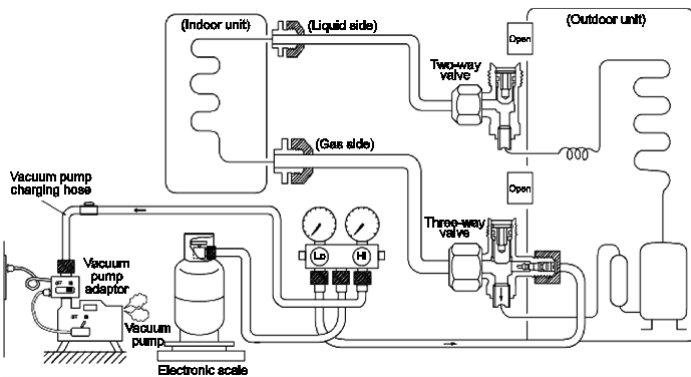 (Indoor unit)
(Liquid side)
Open
(Outdoor unit)
Two-way
valve
(Gas side)
Vacuum pump
charging hose
Open
Three-way
valve
Lo
Hi
Vacuum
pump
adaptor
Vacuum
pump
Electronic scale